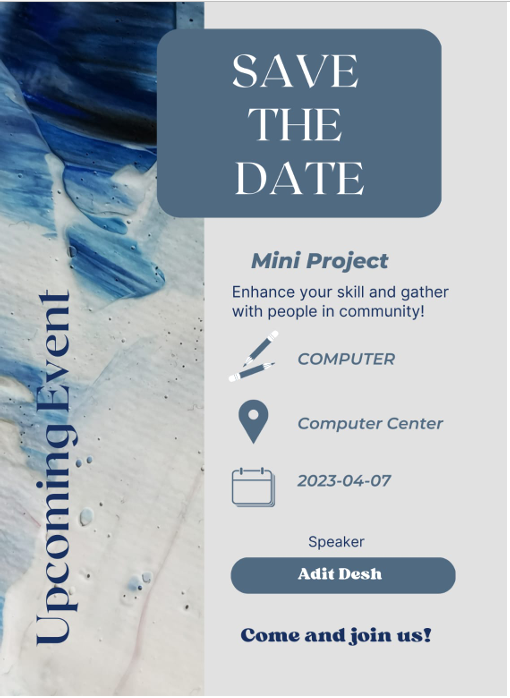 SAVE
THE
DATE
Mini Project
Enhance your skill and gather
with people in community!
COMPUTER
Computer Center
2023-04-07
Speaker
Adit Desh
Come and join us!
Upcoming Event